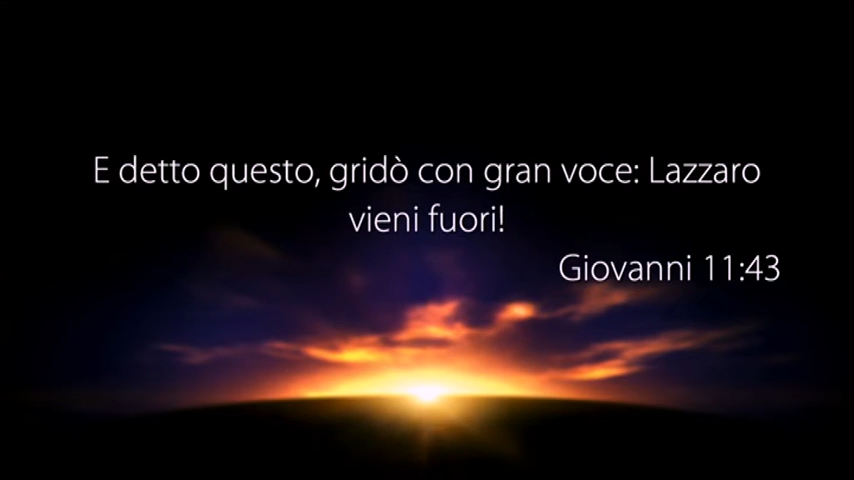 E detto questo, gridò con gran voce: Lazzaro
vieni fuori!
Giovanni 11:43